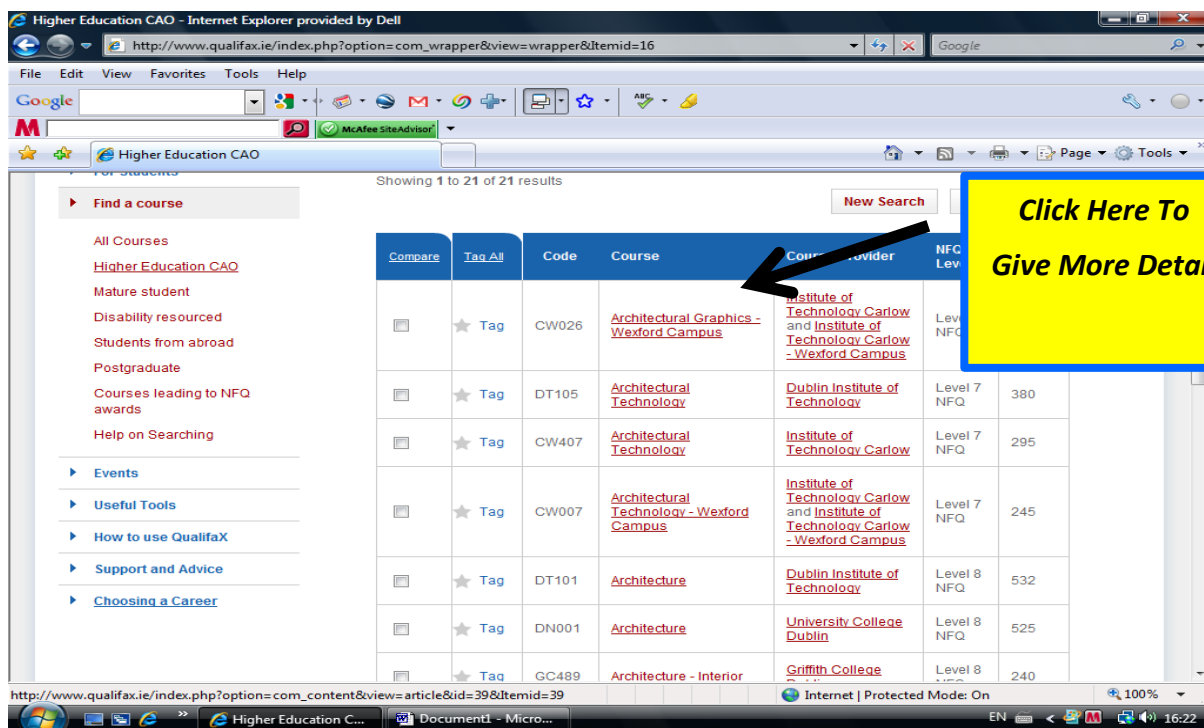 Higher Education CAO - Internet Explorer provided by Dell
http://www.qualifax.ie/index.php?option=com_wrapper&view=wrapper&Itemid=16
Google
File Edit View Favorites Tools Help
Google
ABC
M
McAfee SiteAdvisor
Higher Education CAO
Page
Tools
For Students
Find a course
All Courses
Higher Education CAO
Mature student
Disability resourced
Students from abroad
Postgraduate
Courses leading to NFQ
awards
Help on Searching
Events
Useful Tools
How to use QualifaX
Support and Advice
Choosing a Career
Showing 1 to 21 of 21 results
New Search
Click Here To
Give More
Compare Tag All Code Course Provider NFQ
Tag CW026
Architectural Graphics -
Wexford Campus
Institute of
Technology Carlow
and Institute of
Technology Carlow
- Wexford Campus
Tag DT105
Architectural
Technology
Dublin Institute of
Technology
Level 7
NFQ
380
Tag CW407
Architectural
Technology
Institute of
Technology Carlow
Level 7
NFQ
295
Tag CW007
Architectural
Technology - Wexford
Campus
Institute of
Technology Carlow
and Institute of
Technology Carlow
- Wexford Campus
Level 7
NFQ
245
Tag DT101
Architecture
Dublin Institute of
Technology
Level 8
NFQ
532
Tag DN001
Architecture
University College
Dublin
Level 8
NFQ
525
Tag GC489
Architecture - Interior
Griffith College
Level 8
240
http://www.qualifax.ie/index.php?option=com_content&view=article&id=39&Itemid=39
Internet | Protected Mode: On
100%
Higher Education C...
Document1 - Micro...
EN
16:22